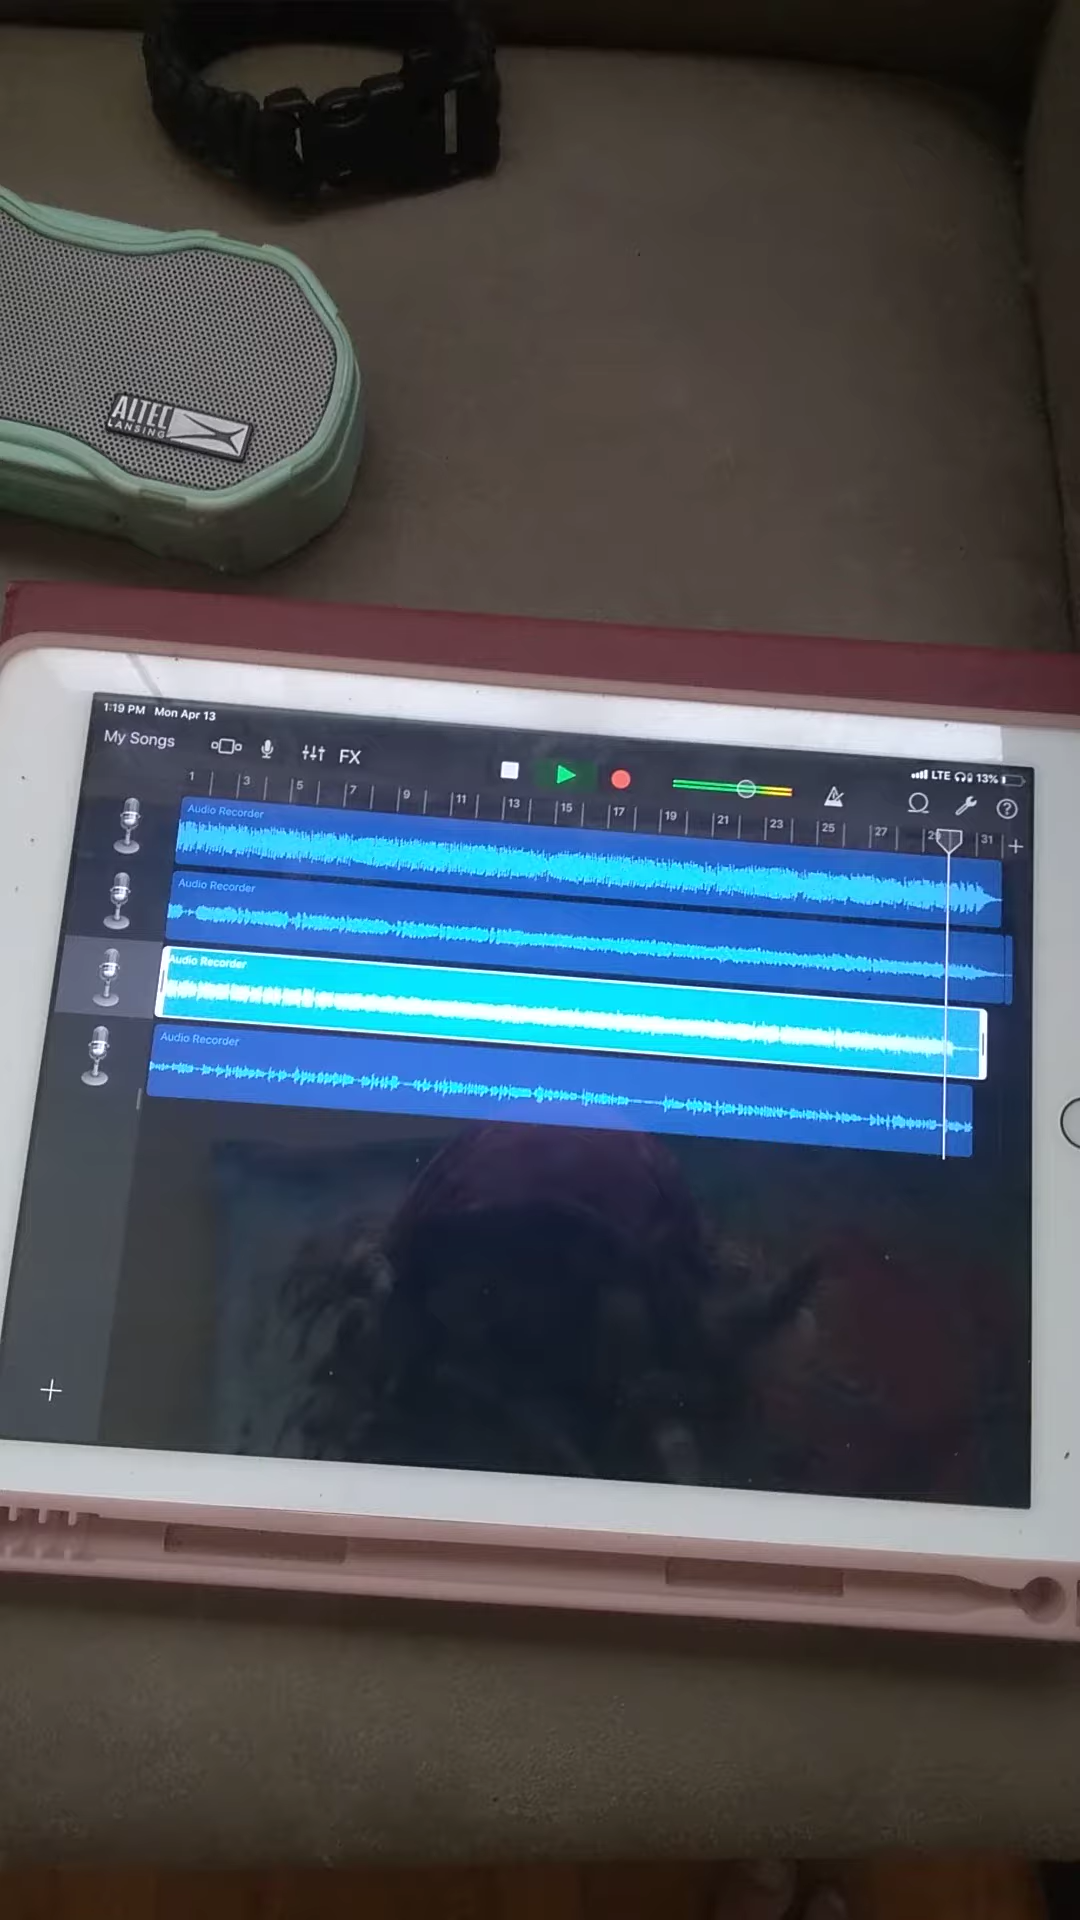 ALTEC
LANSING
1:19 PM Mon Apr 13
LTE 13%
My Songs
FX
1 3 5 7 9 11 13 15 17 19 21 23 25 27 31
Audio Recorder
Audio Recorder
Audio Recorder
Audio Recorder